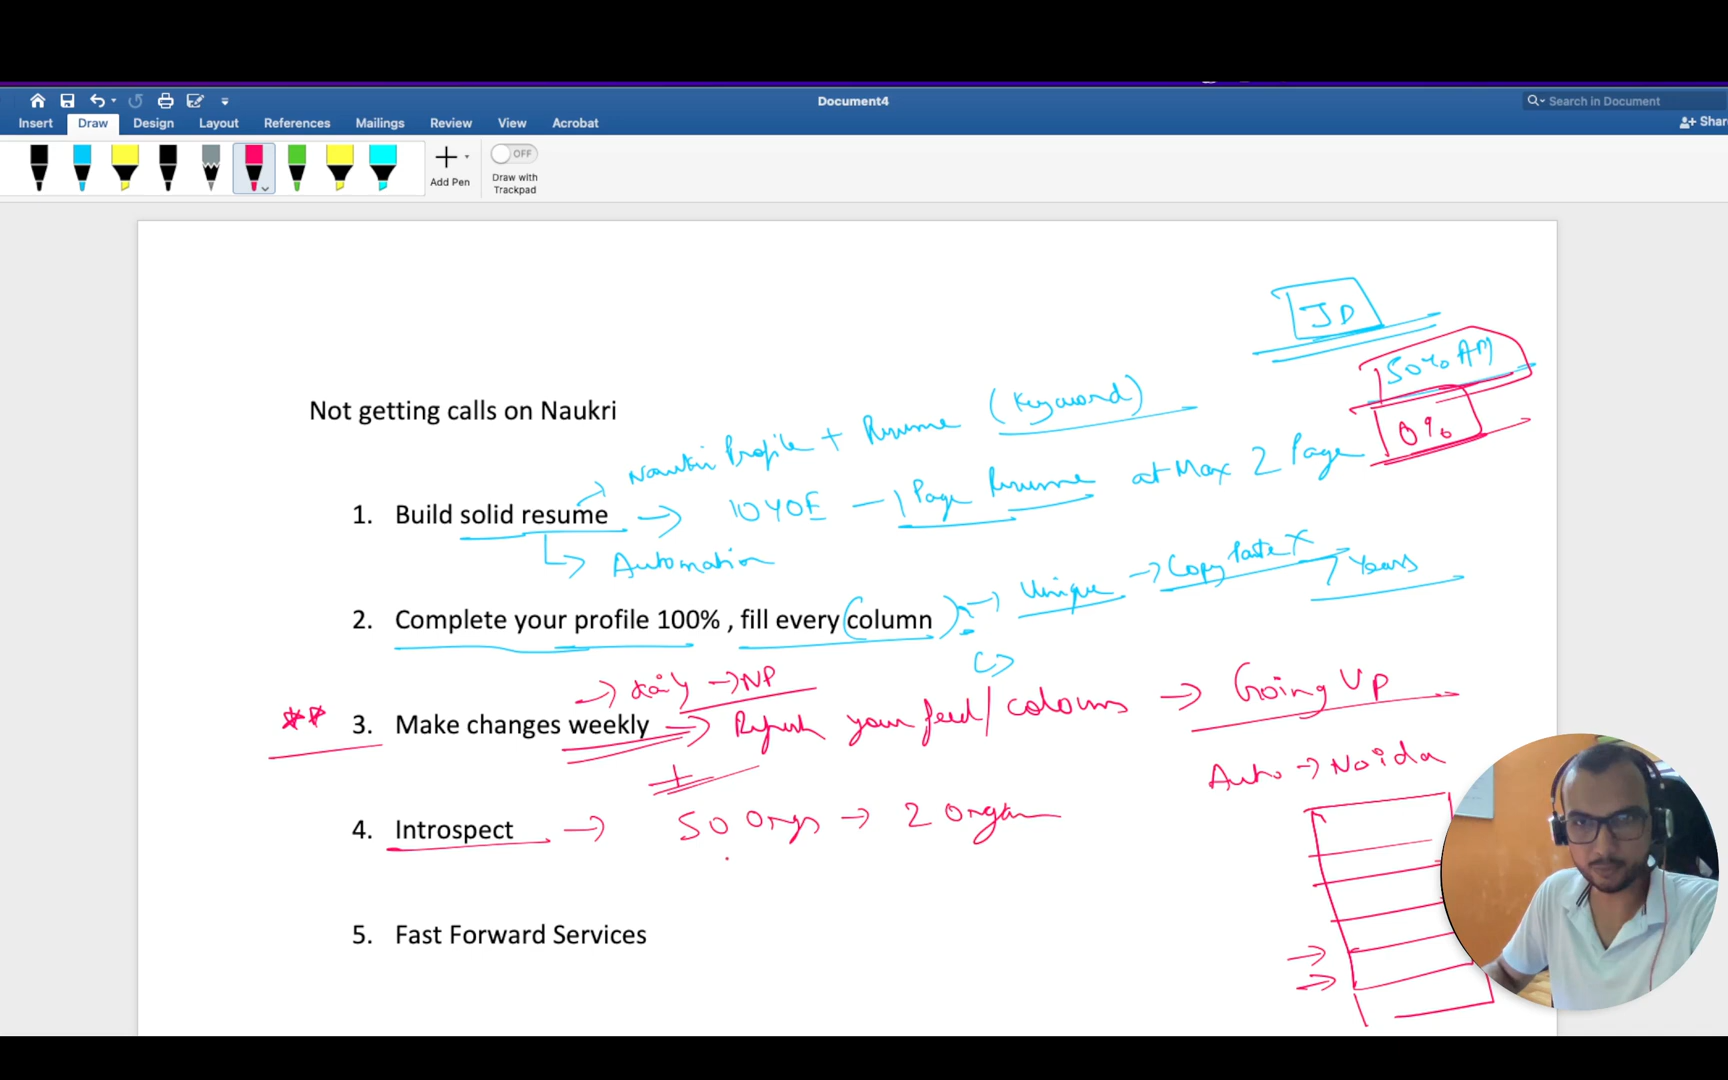 Document4
Search in Document
Insert Draw Design Layout References Mailings Review View Acrobat
Shar
OFF
Add Pen
Draw with
Trackpad
JD
50% AM
0%
Not getting calls on Naukri
Naukri Profile + Resume (Keyword)
1. Build solid resume → 10 YOE — 1 Page Resume at Max 2 Page
Automation
2. Complete your profile 100% , fill every column → Unique → Copy Paste X
Years
→ daily → NP
** 3. Make changes weekly → Refresh your feed/colours → Going Up
+
Auto → Noida
4. Introspect → 50 Orgs → 2 Organ
5. Fast Forward Services